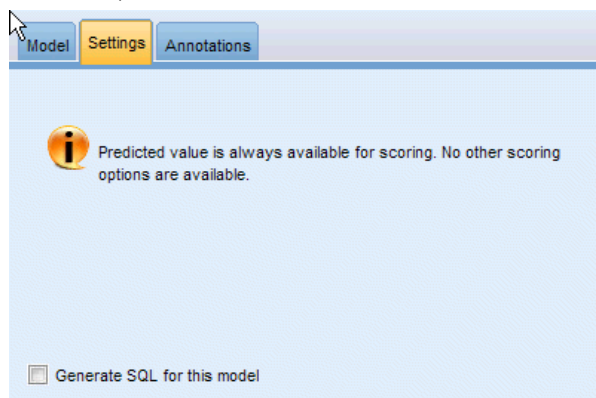 Model Settings Annotations
Predicted value is always available for scoring. No other scoring
options are available.
Generate SQL for this model